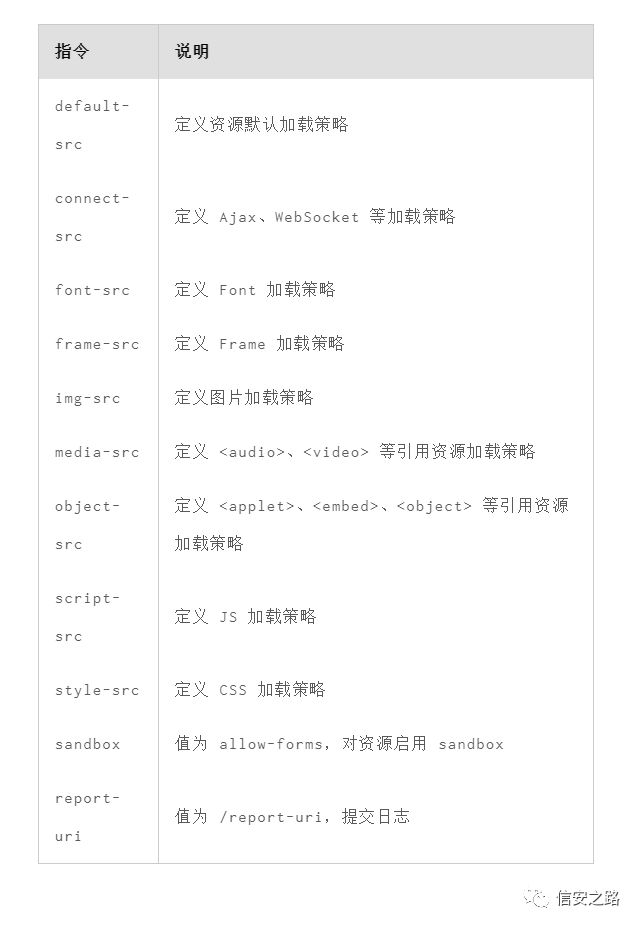 指令 说明
default-
src
定义资源默认加载策略
connect-
src
定义 Ajax、WebSocket 等加载策略
font-src 定义 Font 加载策略
frame-src 定义 Frame 加载策略
img-src 定义图片加载策略
media-src 定义 <audio>、<video> 等引用资源加载策略
object-
src
定义 <applet>、<embed>、<object> 等引用资源
加载策略
script-
src
定义 JS 加载策略
style-src 定义 CSS 加载策略
sandbox 值为 allow-forms，对资源启用 sandbox
report-
uri
值为 /report-uri，提交日志
信安之路